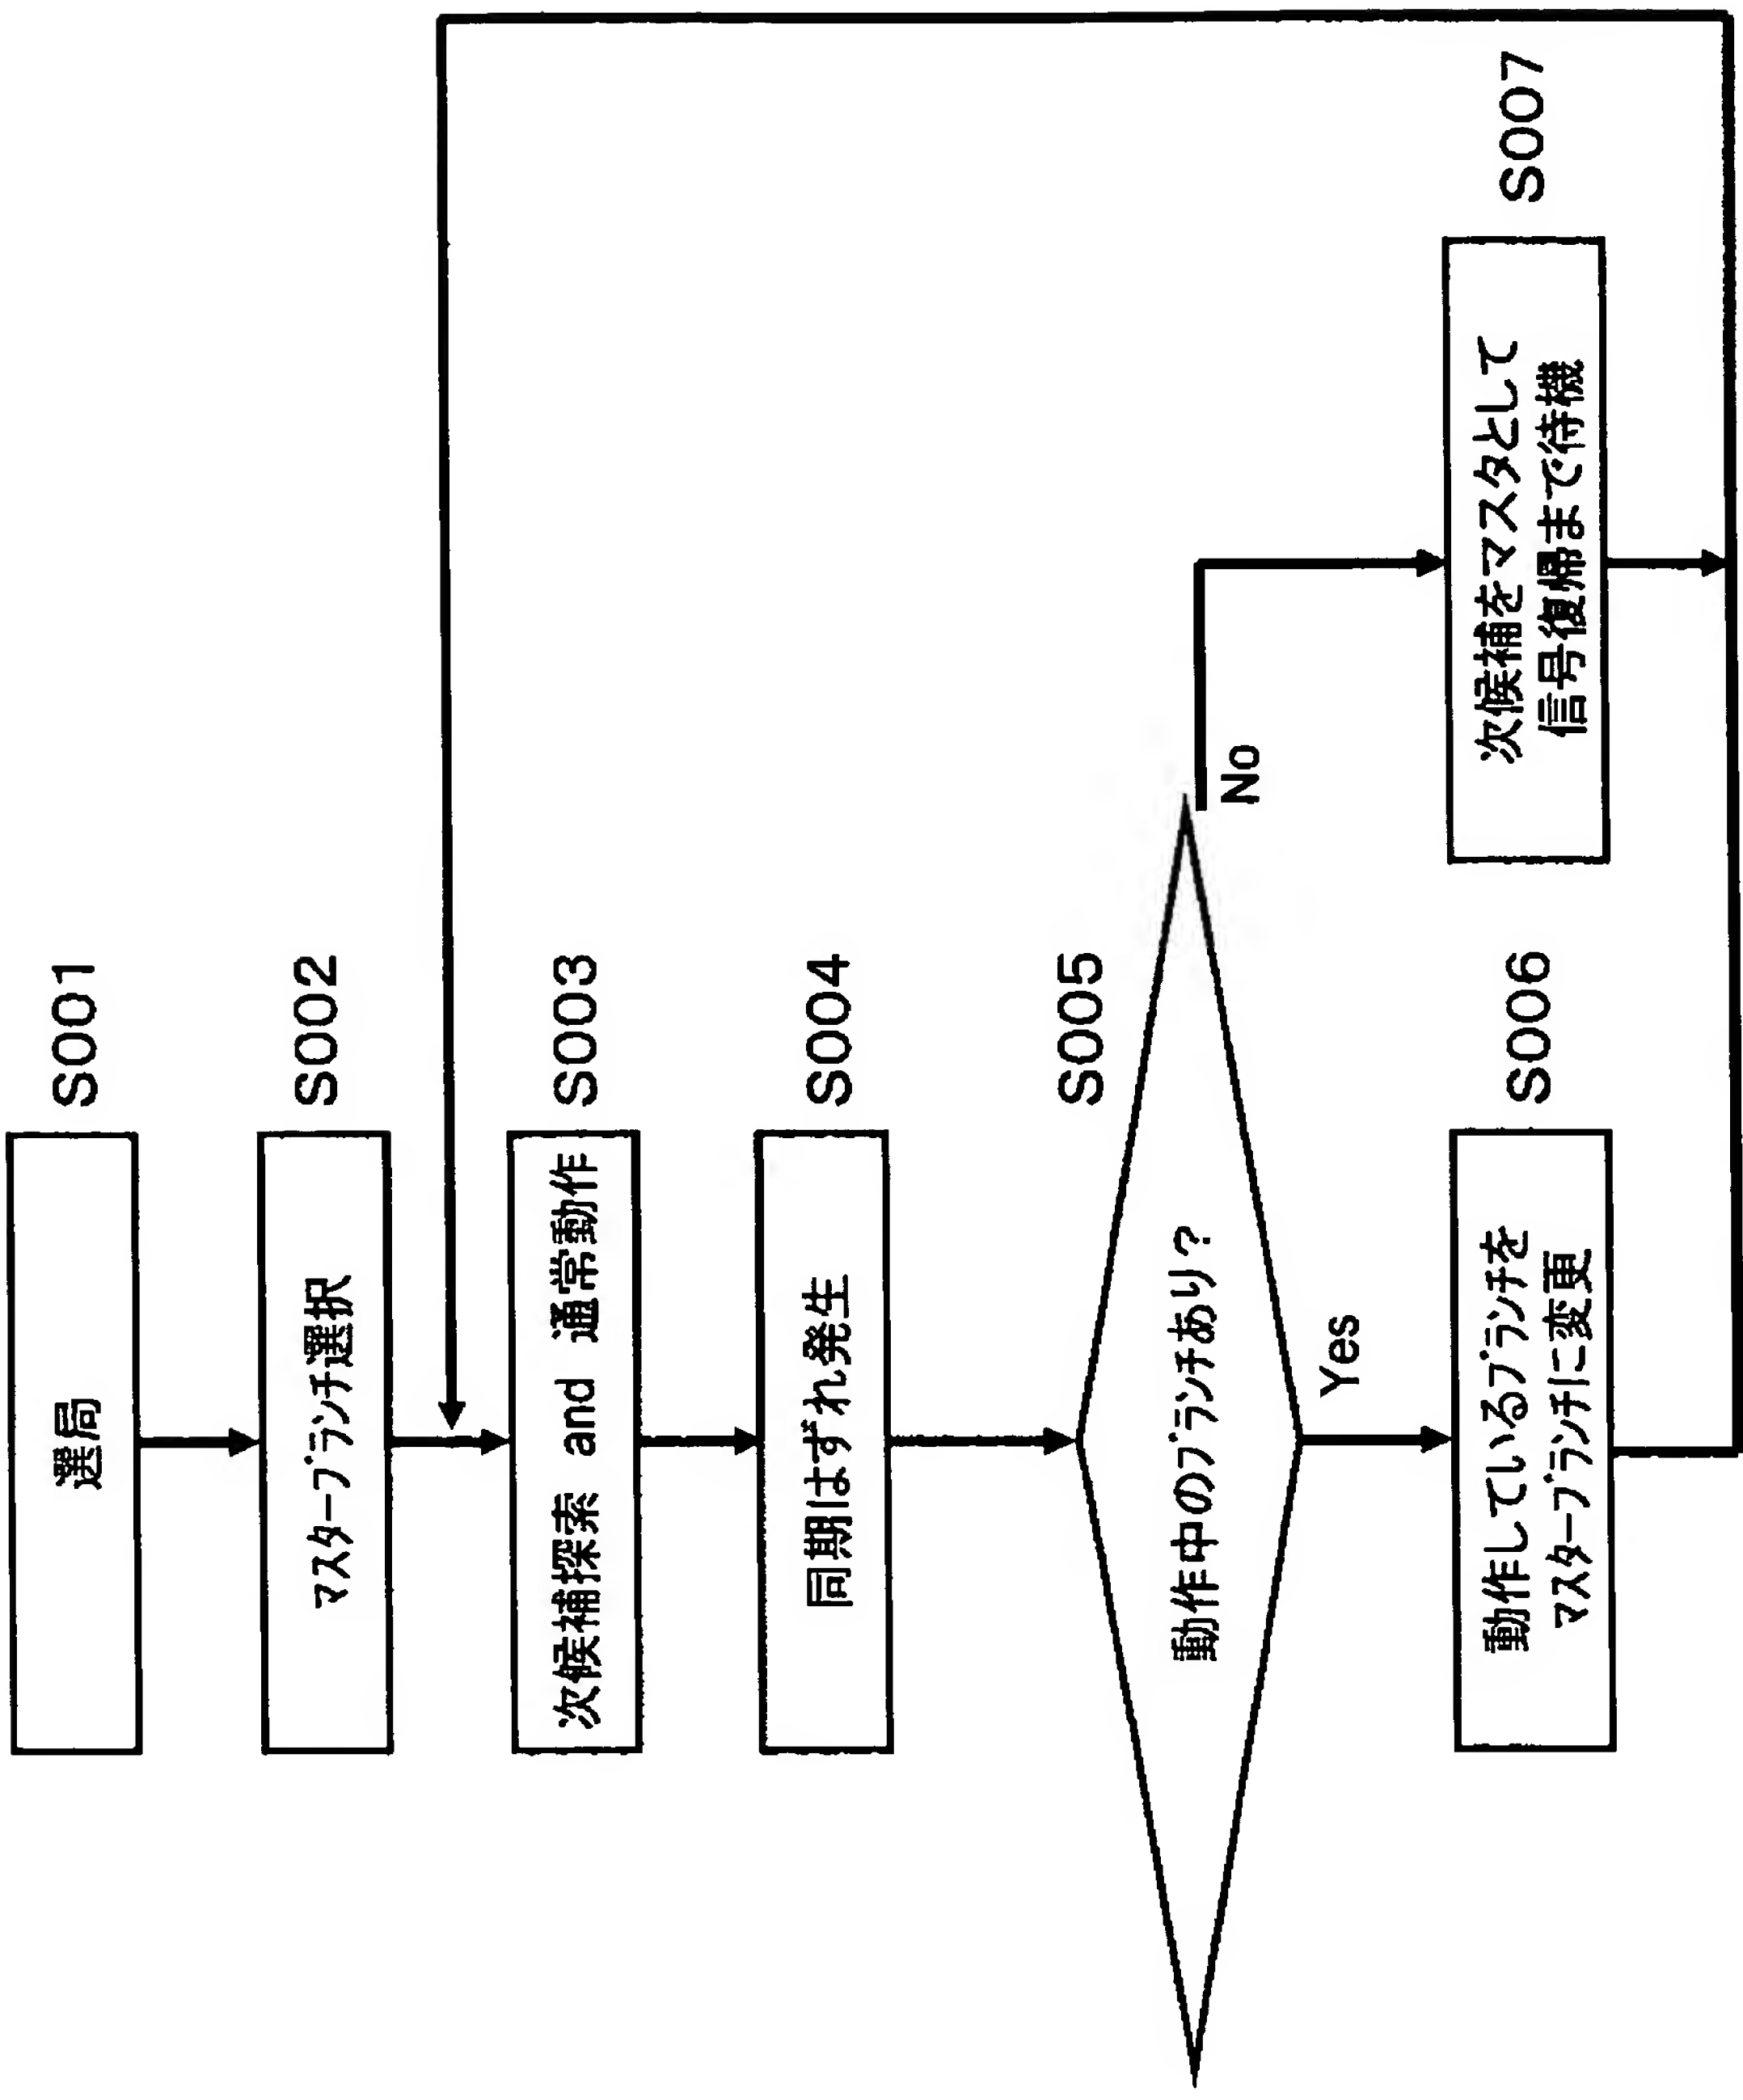 選局
S001
マスターブランチ選択
S002
次候補探索 and 通常動作
S003
同期はずれ発生
S004
S005
動作中のブランチあり?
No
Yes
動作しているブランチを
マスターブランチに変更
S006
次候補をマスタとして
信号復帰まで待機
S007